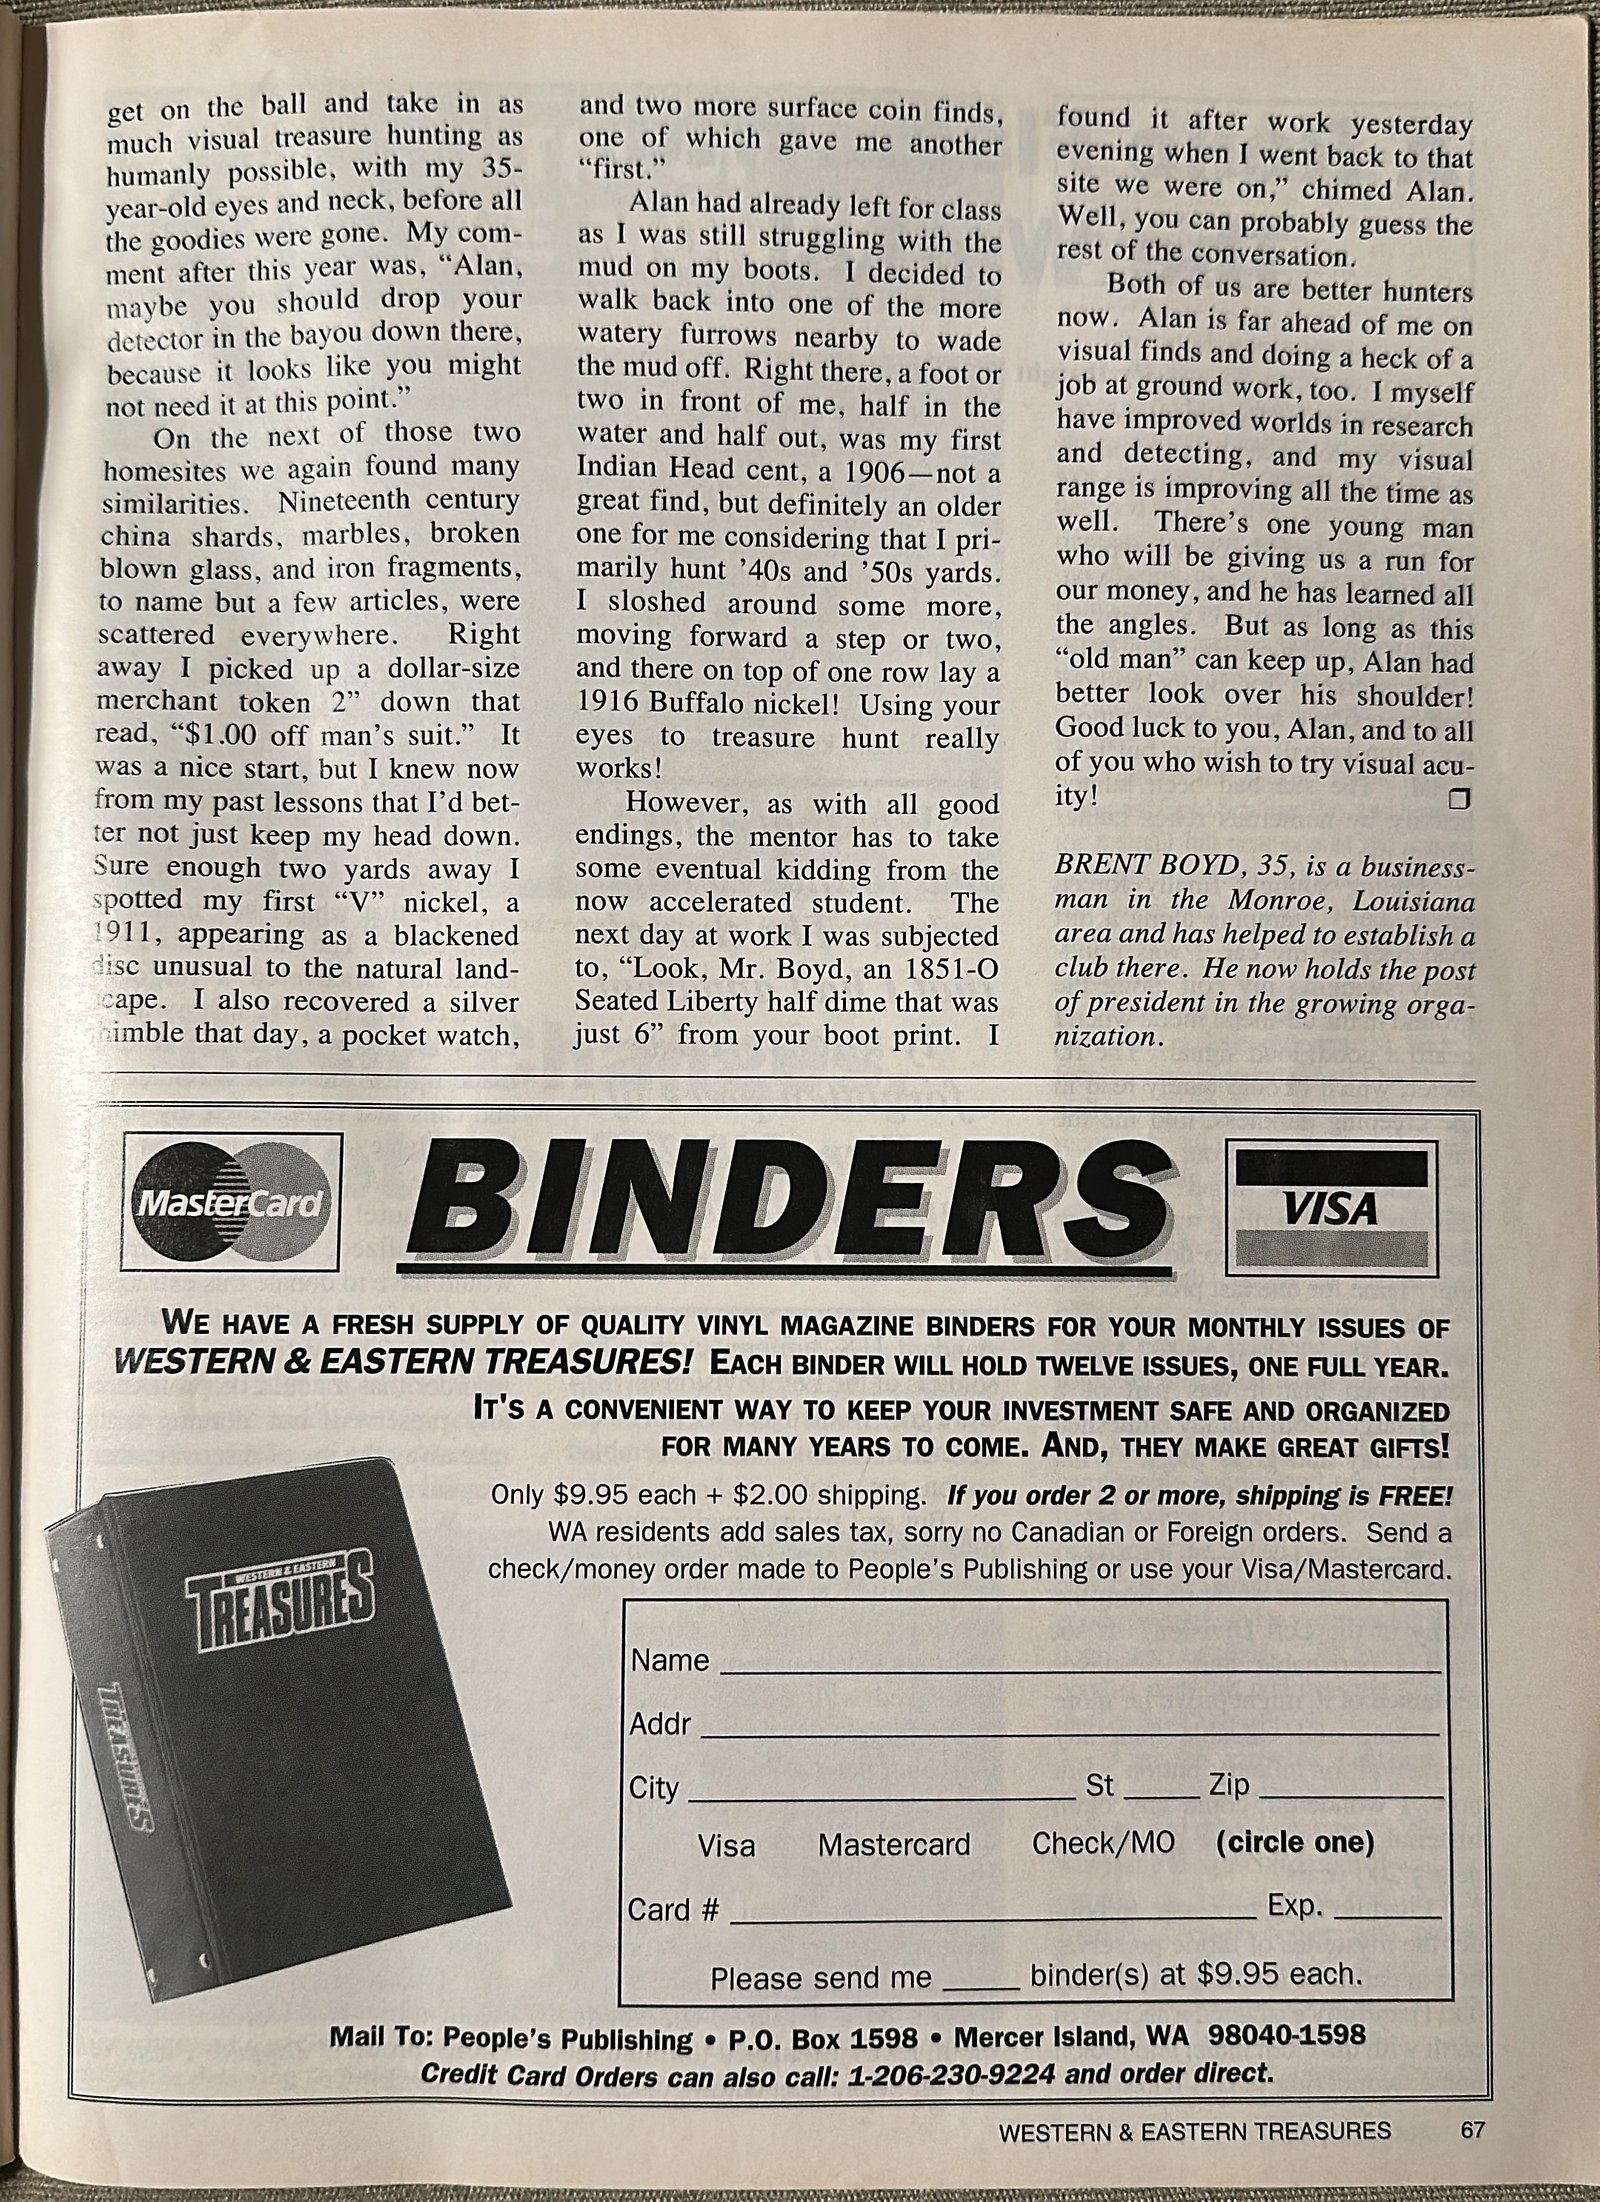 get on the ball and take in as
much visual treasure hunting as
humanly possible, with my 35-
year-old eyes and neck, before all
the goodies were gone. My com-
ment after this year was, “Alan,
maybe you should drop your
detector in the bayou down there,
because it looks like you might
not need it at this point.”
On the next of those two
homesites we again found many
similarities. Nineteenth century
china shards, marbles, broken
blown glass, and iron fragments,
to name but a few articles, were
scattered everywhere. Right
away I picked up a dollar-size
merchant token 2” down that
read, “$1.00 off man’s suit.” It
was a nice start, but I knew now
from my past lessons that I’d bet-
ter not just keep my head down.
Sure enough two yards away I
spotted my first “V” nickel, a
1911, appearing as a blackened
disc unusual to the natural land-
scape. I also recovered a silver
thimble that day, a pocket watch,
and two more surface coin finds,
one of which gave me another
“first.”
Alan had already left for class
as I was still struggling with the
mud on my boots. I decided to
walk back into one of the more
watery furrows nearby to wade
the mud off. Right there, a foot or
two in front of me, half in the
water and half out, was my first
Indian Head cent, a 1906—not a
great find, but definitely an older
one for me considering that I pri-
marily hunt ’40s and ’50s yards.
I sloshed around some more,
moving forward a step or two,
and there on top of one row lay a
1916 Buffalo nickel! Using your
eyes to treasure hunt really
works!
However, as with all good
endings, the mentor has to take
some eventual kidding from the
now accelerated student. The
next day at work I was subjected
to, “Look, Mr. Boyd, an 1851-O
Seated Liberty half dime that was
just 6” from your boot print. I
found it after work yesterday
evening when I went back to that
site we were on,” chimed Alan.
Well, you can probably guess the
rest of the conversation.
Both of us are better hunters
now. Alan is far ahead of me on
visual finds and doing a heck of a
job at ground work, too. I myself
have improved worlds in research
and detecting, and my visual
range is improving all the time as
well. There’s one young man
who will be giving us a run for
our money, and he has learned all
the angles. But as long as this
“old man” can keep up, Alan had
better look over his shoulder!
Good luck to you, Alan, and to all
of you who wish to try visual acu-
ity! ❒
BRENT BOYD, 35, is a business-
man in the Monroe, Louisiana
area and has helped to establish a
club there. He now holds the post
of president in the growing orga-
nization.
MasterCard
BINDERS
VISA
WE HAVE A FRESH SUPPLY OF QUALITY VINYL MAGAZINE BINDERS FOR YOUR MONTHLY ISSUES OF
WESTERN & EASTERN TREASURES! EACH BINDER WILL HOLD TWELVE ISSUES, ONE FULL YEAR.
IT'S A CONVENIENT WAY TO KEEP YOUR INVESTMENT SAFE AND ORGANIZED
FOR MANY YEARS TO COME. AND, THEY MAKE GREAT GIFTS!
Only $9.95 each + $2.00 shipping. If you order 2 or more, shipping is FREE!
WA residents add sales tax, sorry no Canadian or Foreign orders. Send a
check/money order made to People’s Publishing or use your Visa/Mastercard.
WESTERN & EASTERN
TREASURES
TREASURES
Name
Addr
City St Zip
Visa Mastercard Check/MO (circle one)
Card # Exp.
Please send me binder(s) at $9.95 each.
Mail To: People’s Publishing • P.O. Box 1598 • Mercer Island, WA 98040-1598
Credit Card Orders can also call: 1-206-230-9224 and order direct.
WESTERN & EASTERN TREASURES 67